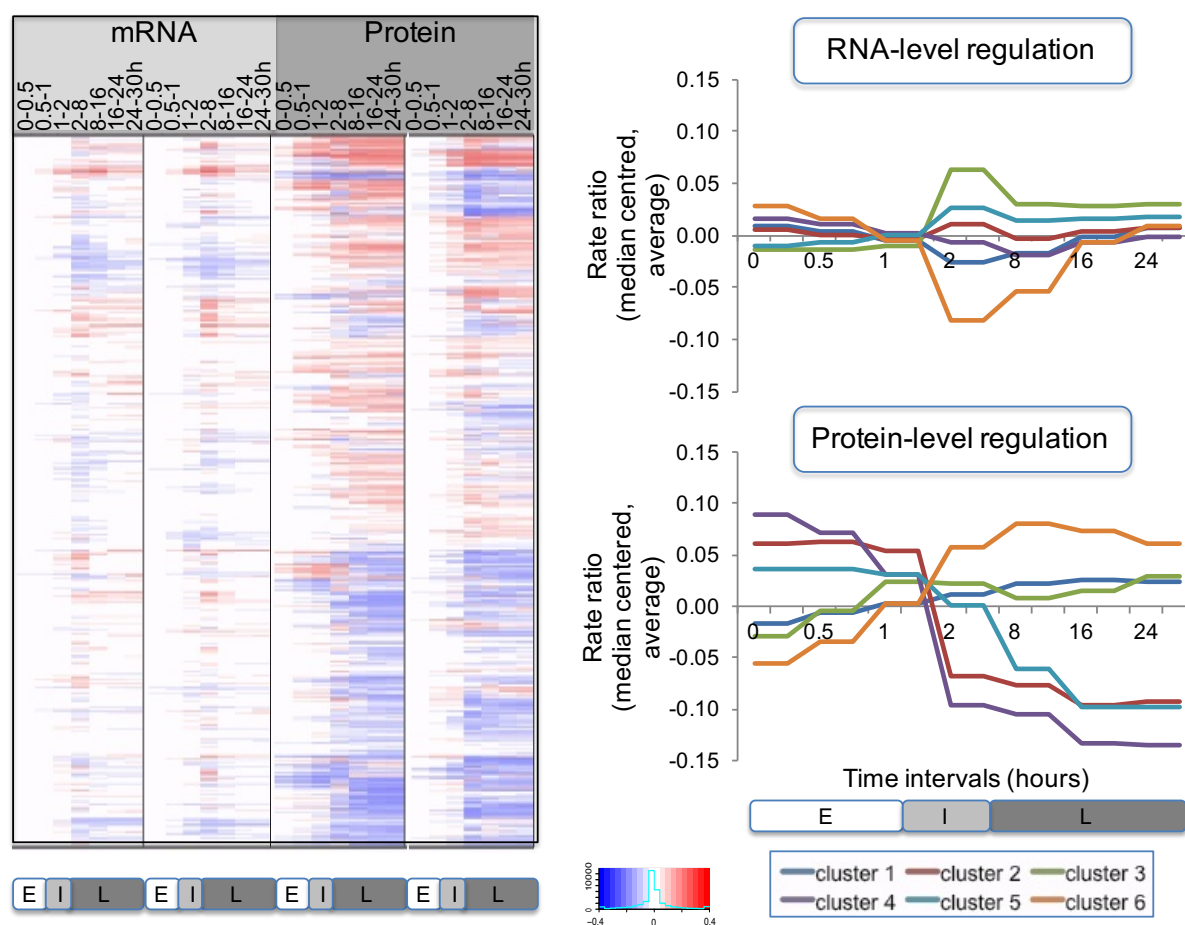 mRNA
Protein
0-0.5
0.5-1
1-2
2-8
8-16
16-24
24-30h
0-0.5
0.5-1
1-2
2-8
8-16
16-24
24-30h
0-0.5
0.5-1
1-2
2-8
8-16
16-24
24-30h
0-0.5
0.5-1
1-2
2-8
8-16
16-24
24-30h
E I L E I L E I L E I L
0 10000
-0.4 0 0.4
RNA-level regulation
Rate ratio
(median centred,
average)
0.15
0.10
0.05
0.00
-0.05
-0.10
-0.15
0 0.5 1 2 8 16 24
Protein-level regulation
Rate ratio
(median centered,
average)
0.15
0.10
0.05
0.00
-0.05
-0.10
-0.15
0 0.5 1 2 8 16 24
Time intervals (hours)
E I L
cluster 1 cluster 2 cluster 3
cluster 4 cluster 5 cluster 6